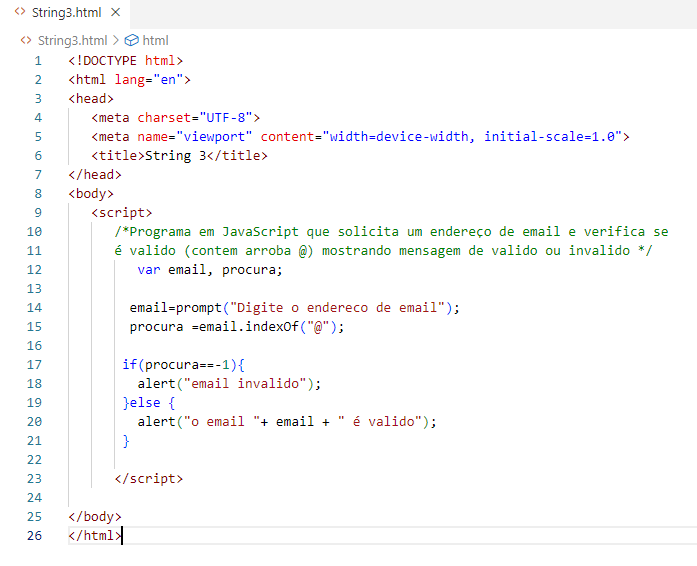 String3.html
String3.html > html
1 <!DOCTYPE html>
2 <html lang="en">
3 <head>
4 <meta charset="UTF-8">
5 <meta name="viewport" content="width=device-width, initial-scale=1.0">
6 <title>String 3</title>
7 </head>
8 <body>
9 <script>
10 /*Programa em JavaScript que solicita um endereço de email e verifica se
11 é valido (contem arroba @) mostrando mensagem de valido ou invalido */
12 var email, procura;
13
14 email=prompt("Digite o endereco de email");
15 procura =email.indexOf("@");
16
17 if(procura==-1){
18 alert("email invalido");
19 }else {
20 alert("o email "+ email + " é valido");
21 }
22
23 </script>
24
25 </body>
26 </html>